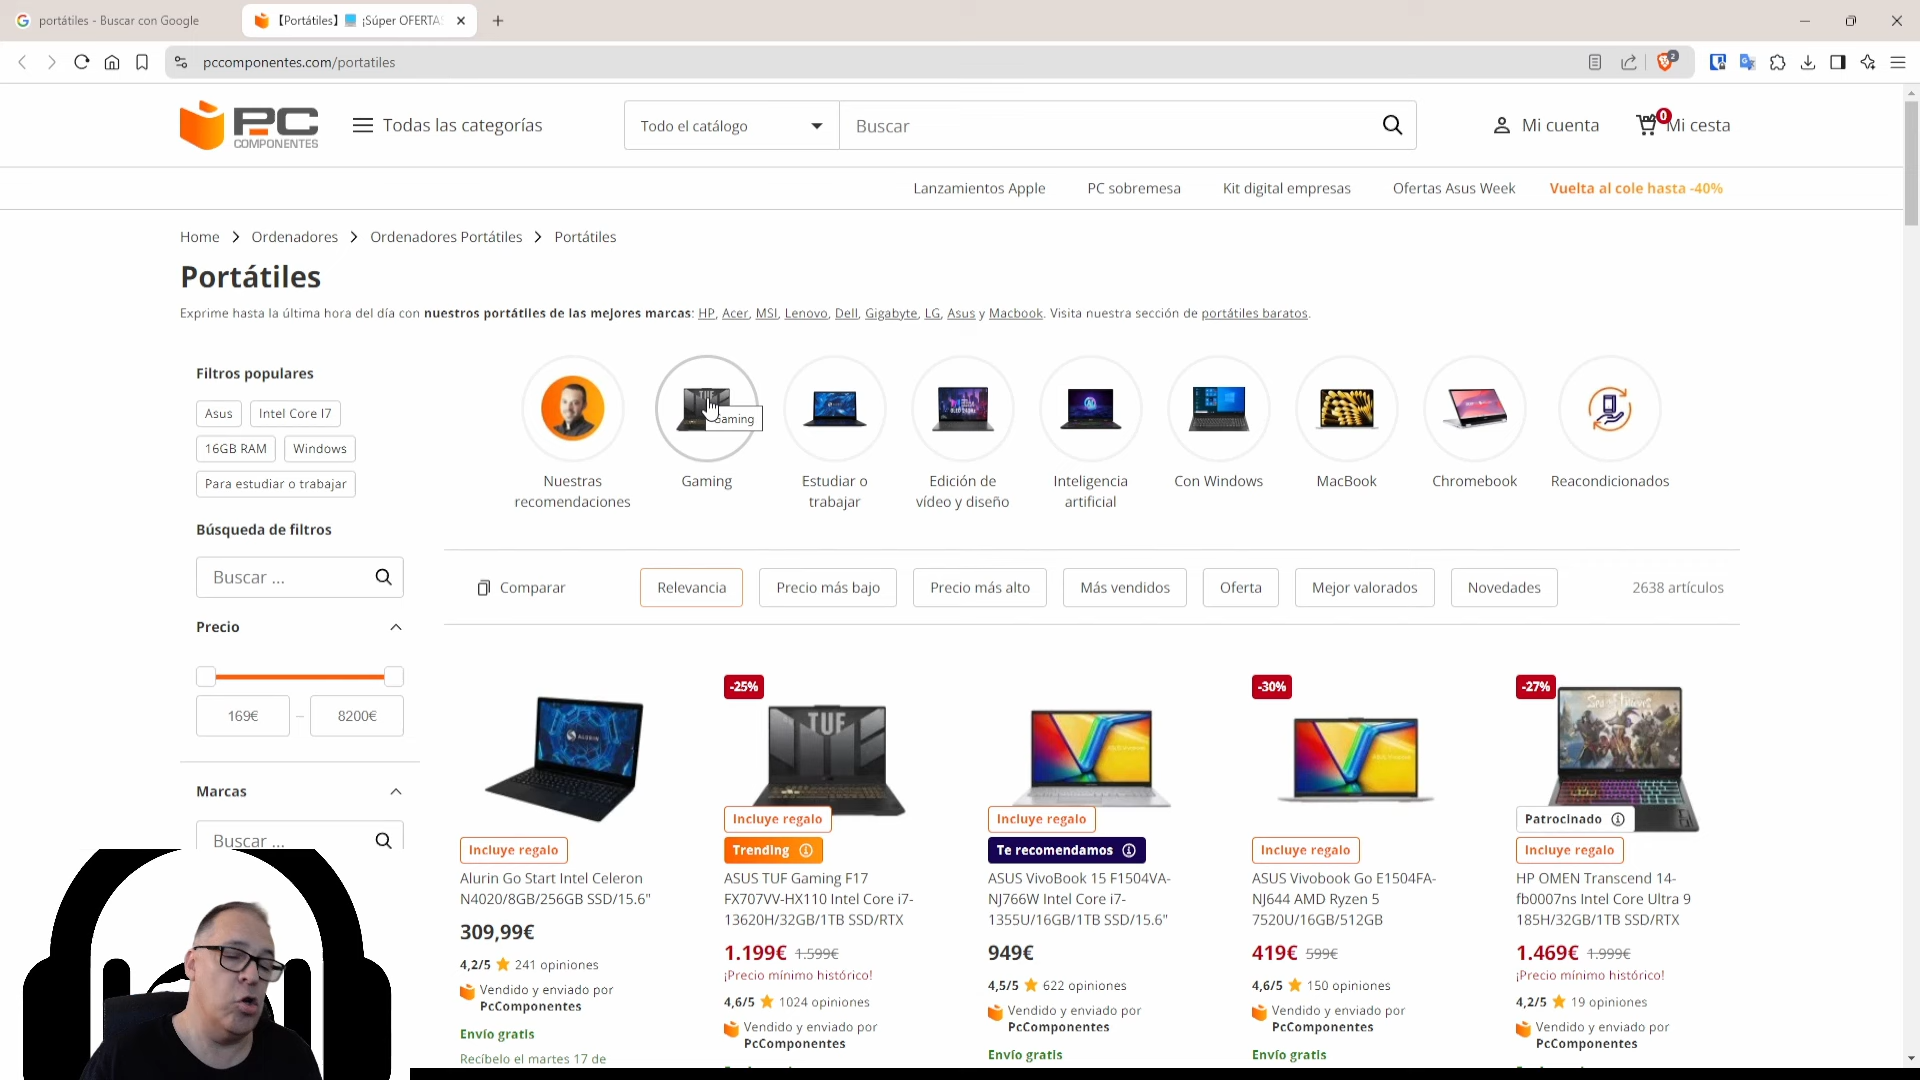 portátiles - Buscar con Google
【Portátiles】 ¡Súper OFERTA
pccomponentes.com/portatiles
2
PC
COMPONENTES
Todas las categorías
Todo el catálogo
Buscar
Mi cuenta
0
Mi cesta
Lanzamientos Apple
PC sobremesa
Kit digital empresas
Ofertas Asus Week
Vuelta al cole hasta -40%
Home > Ordenadores > Ordenadores Portátiles > Portátiles
Portátiles
Exprime hasta la última hora del día con nuestros portátiles de las mejores marcas: HP, Acer, MSI, Lenovo, Dell, Gigabyte, LG, Asus y Macbook. Visita nuestra sección de portátiles baratos.
Filtros populares
Asus
Intel Core I7
16GB RAM
Windows
Para estudiar o trabajar
Búsqueda de filtros
Buscar ...
Precio
169€ – 8200€
Marcas
Buscar ...
TUF
Gaming
Nuestras
recomendaciones
Gaming
Estudiar o
trabajar
Edición de
vídeo y diseño
Inteligencia
artificial
Con Windows
MacBook
Chromebook
Reacondicionados
Comparar
Relevancia
Precio más bajo
Precio más alto
Más vendidos
Oferta
Mejor valorados
Novedades
2638 artículos
ALURIN
Incluye regalo
Alurin Go Start Intel Celeron
N4020/8GB/256GB SSD/15.6"
309,99€
4,2/5 241 opiniones
Vendido y enviado por
PcComponentes
Envío gratis
Recíbelo el martes 17 de
-25%
TUF
Incluye regalo
Trending
ASUS TUF Gaming F17
FX707VV-HX110 Intel Core i7-
13620H/32GB/1TB SSD/RTX
1.199€ 1.599€
¡Precio mínimo histórico!
4,6/5 1024 opiniones
Vendido y enviado por
PcComponentes
Incluye regalo
Te recomendamos
ASUS VivoBook 15 F1504VA-
NJ766W Intel Core i7-
1355U/16GB/1TB SSD/15.6"
949€
4,5/5 622 opiniones
Vendido y enviado por
PcComponentes
Envío gratis
-30%
Incluye regalo
ASUS Vivobook Go E1504FA-
NJ644 AMD Ryzen 5
7520U/16GB/512GB
419€ 599€
4,6/5 150 opiniones
Vendido y enviado por
PcComponentes
Envío gratis
-27%
Sea of Thieves
Patrocinado
Incluye regalo
HP OMEN Transcend 14-
fb0007ns Intel Core Ultra 9
185H/32GB/1TB SSD/RTX
1.469€ 1.999€
¡Precio mínimo histórico!
4,2/5 19 opiniones
Vendido y enviado por
PcComponentes